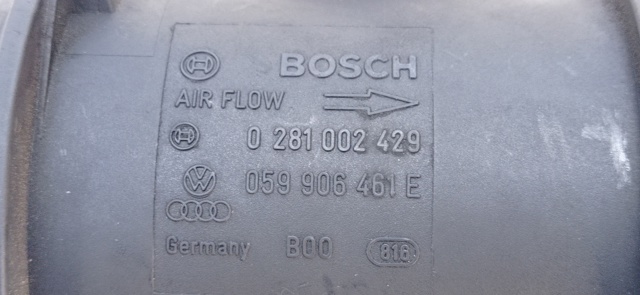 BOSCH
AIR FLOW
0 281 002 429
059 906 461 E
Germany B00 816